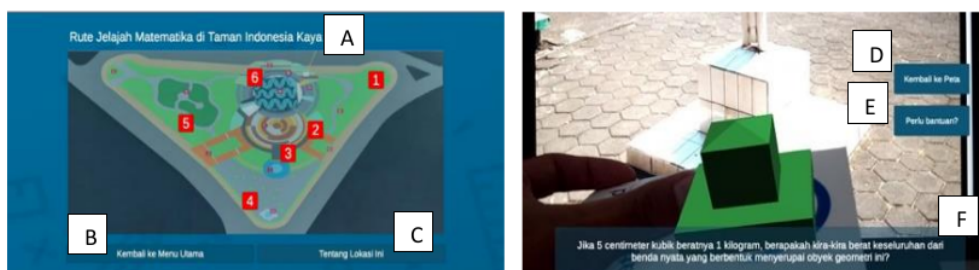 Rute Jelajah Matematika di Taman Indonesia Kaya
A
1
6
5
2
3
4
B
C
Kembali ke Menu Utama
Tentang Lokasi Ini
D
Kembali ke Peta
E
Perlu bantuan?
F
Jika 5 centimeter kubik beratnya 1 kilogram, berapakah kira-kira berat keseluruhan dari
benda nyata yang berbentuk menyerupai obyek geometri ini?